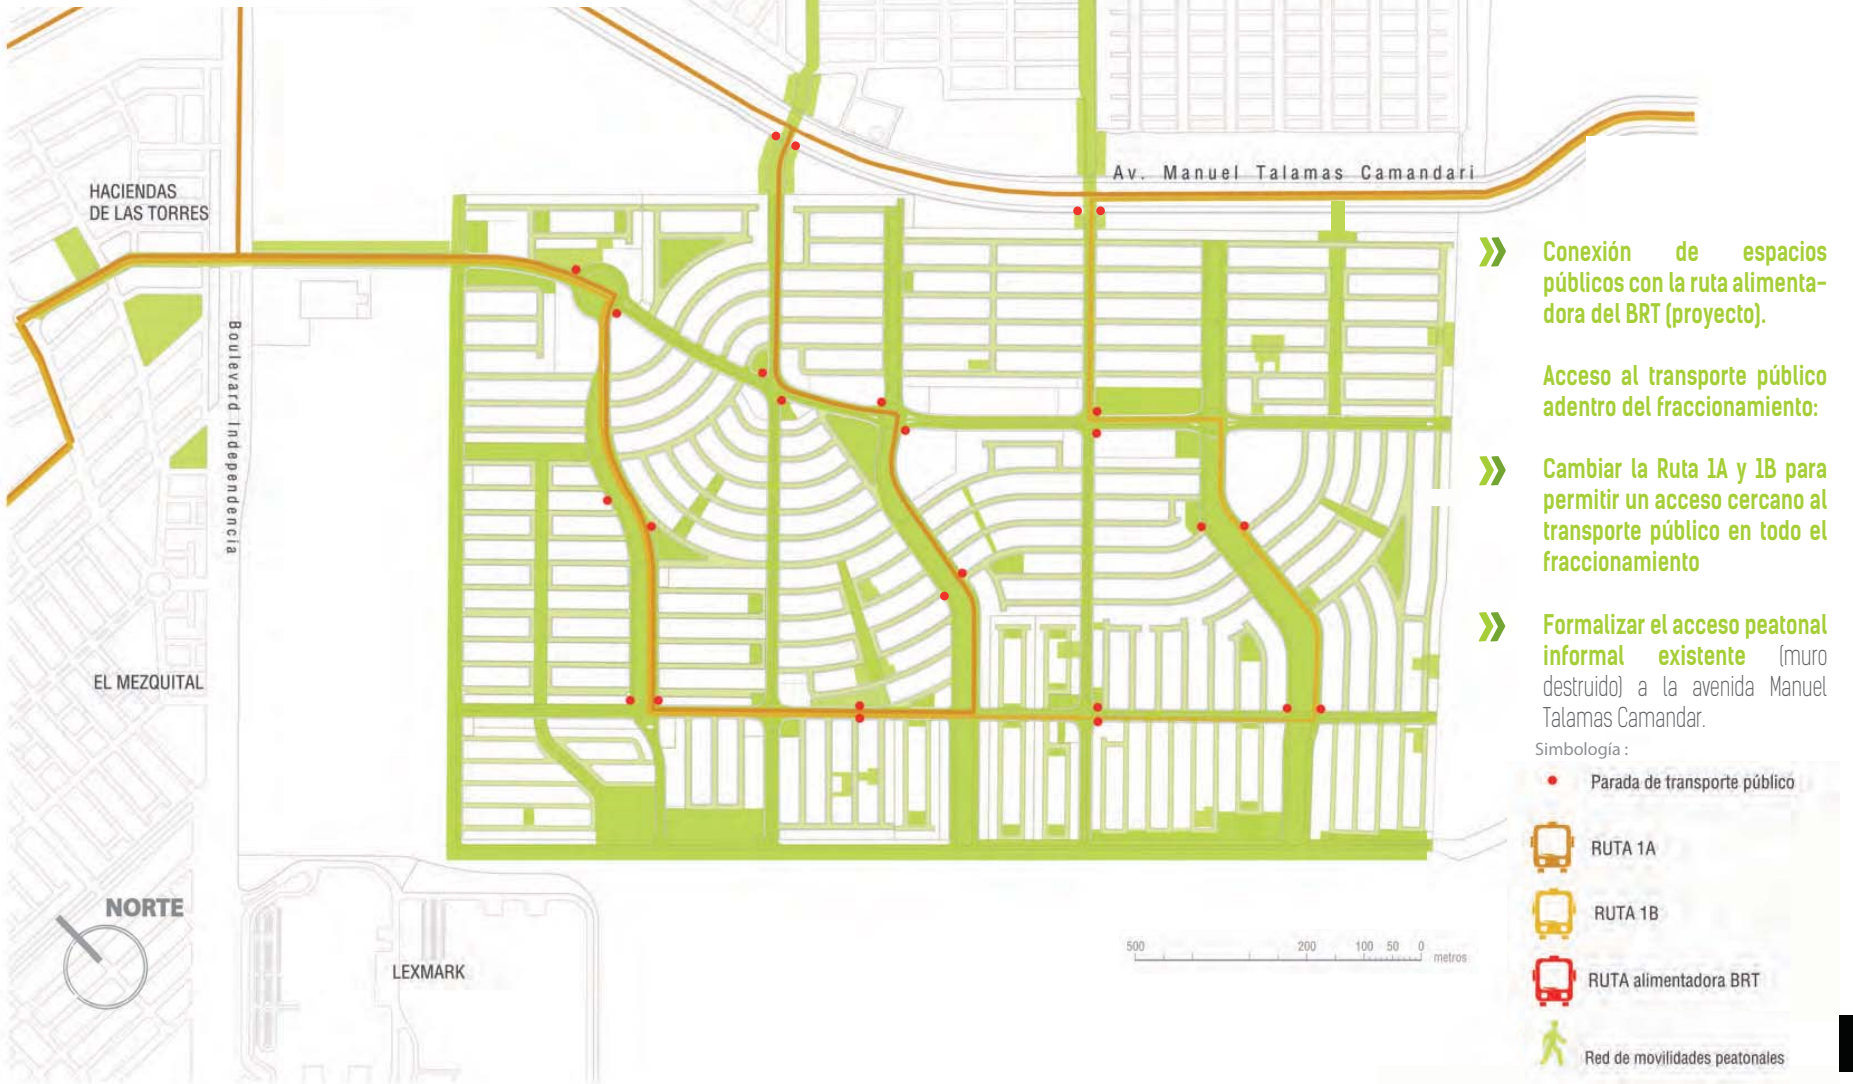 Av. Manuel Talamas Camandari
HACIENDAS
DE LAS TORRES
Boulevard Independencia
EL MEZQUITAL
NORTE
LEXMARK
500 200 100 50 0
metros
Conexión de espacios
públicos con la ruta alimenta-
dora del BRT (proyecto).
Acceso al transporte público
adentro del fraccionamiento:
Cambiar la Ruta 1A y 1B para
permitir un acceso cercano al
transporte público en todo el
fraccionamiento
Formalizar el acceso peatonal
informal existente (muro
destruido) a la avenida Manuel
Talamas Camandar.
Simbología :
Parada de transporte público
RUTA 1A
RUTA 1B
RUTA alimentadora BRT
Red de movilidades peatonales